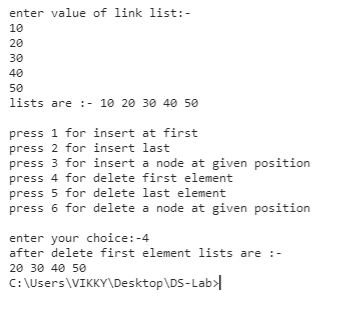 enter value of link list:-
10
20
30
40
50
lists are :- 10 20 30 40 50
press 1 for insert at first
press 2 for insert last
press 3 for insert a node at given position
press 4 for delete first element
press 5 for delete last element
press 6 for delete a node at given position
enter your choice:-4
after delete first element lists are :-
20 30 40 50
C:\Users\VIKKY\Desktop\DS-Lab>